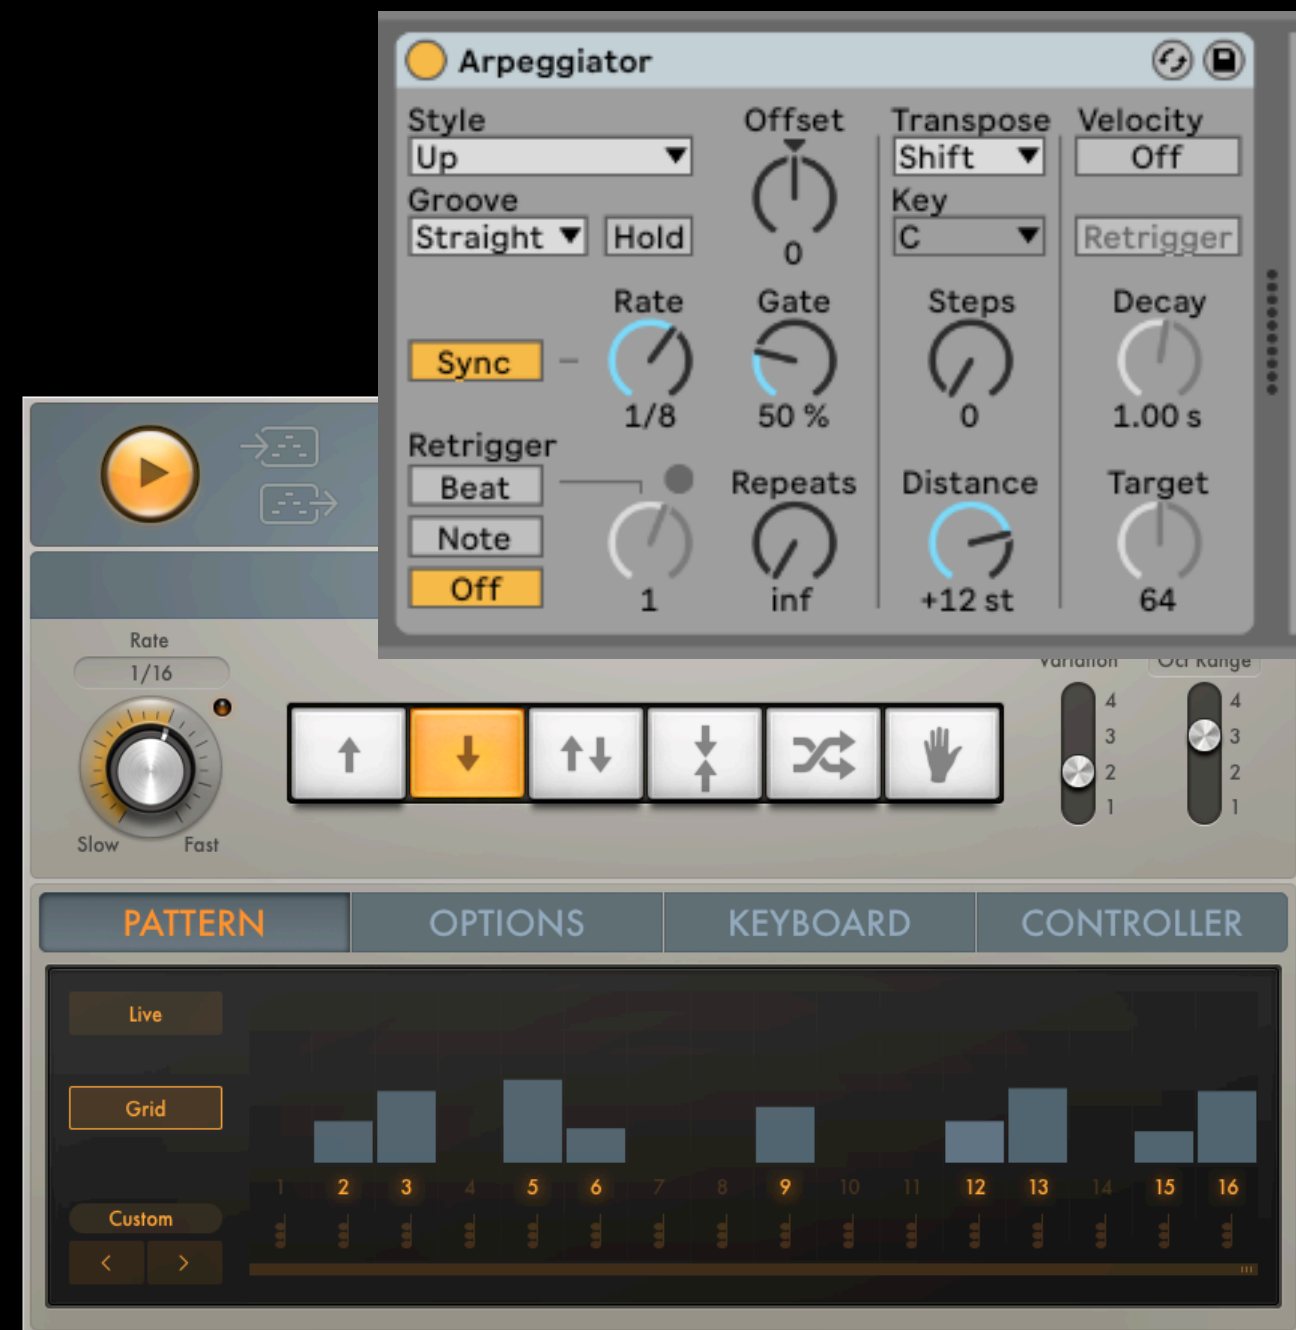 Arpeggiator
Style Offset Transpose Velocity
Up Shift Off
Groove Key
Straight Hold 0 C Retrigger
Rate Gate Steps Decay
Sync
1/8 50 % 0 1.00 s
Retrigger
Beat Repeats Distance Target
Note
Off 1 inf +12 st 64
Rate Variation Oct Range
1/16
4 4
3 3
2 2
1 1
Slow Fast
PATTERN OPTIONS KEYBOARD CONTROLLER
Live
Grid
1 2 3 4 5 6 7 8 9 10 11 12 13 14 15 16
Custom